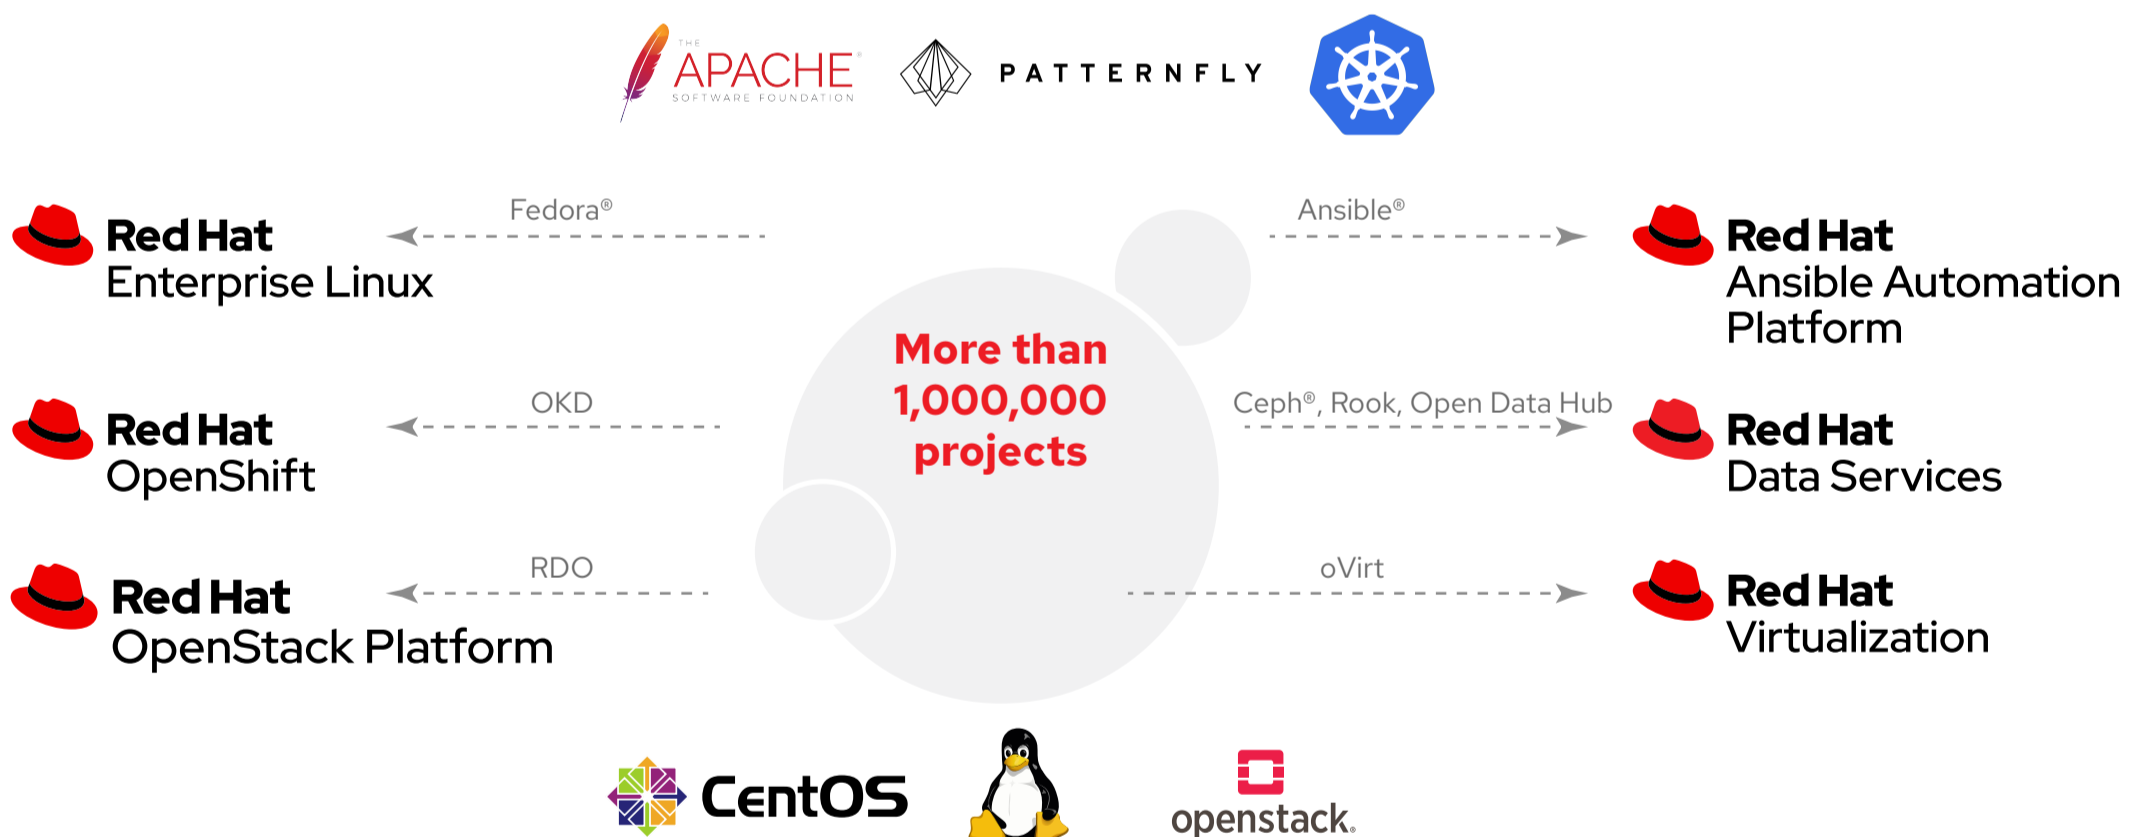 THE
APACHE®
SOFTWARE FOUNDATION
PATTERNFLY
Fedora®
Red Hat
Enterprise Linux
OKD
Red Hat
OpenShift
RDO
Red Hat
OpenStack Platform
More than
1,000,000
projects
Ansible®
Red Hat
Ansible Automation
Platform
Ceph®, Rook, Open Data Hub
Red Hat
Data Services
oVirt
Red Hat
Virtualization
CentOS
openstack.